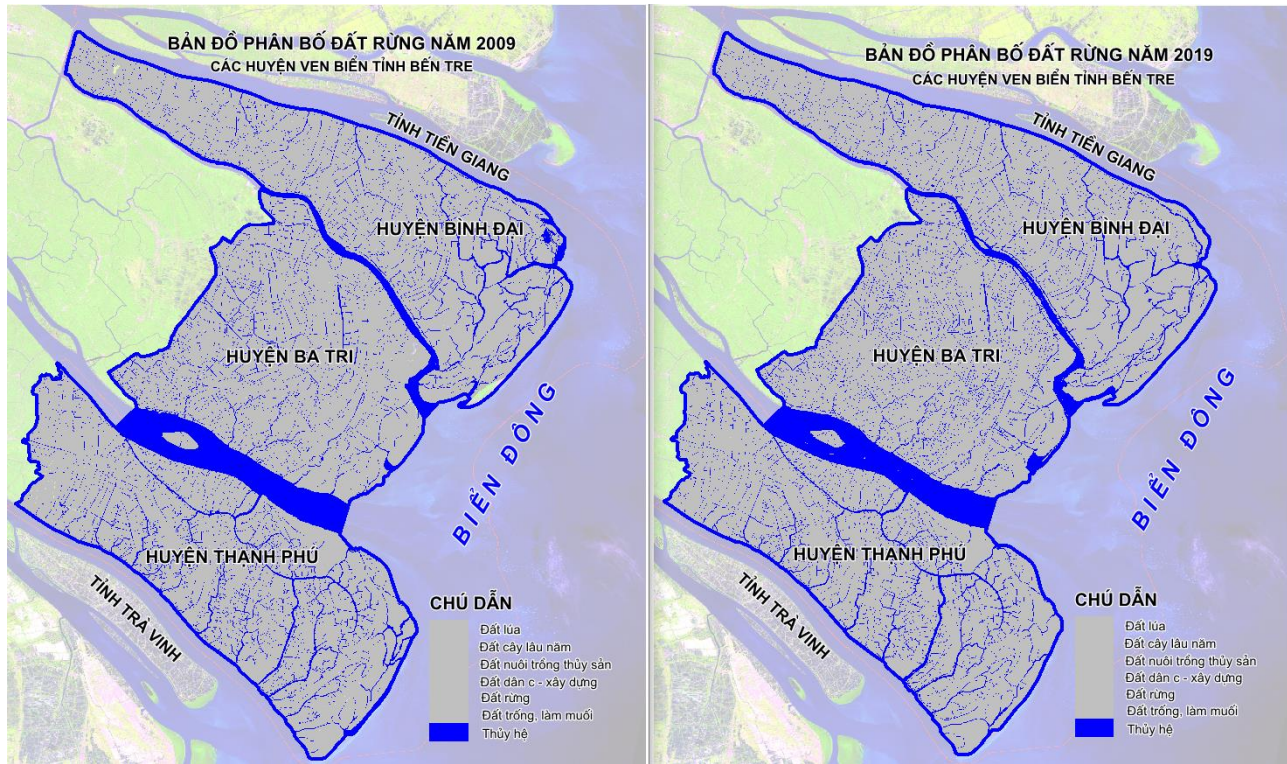 BẢN ĐỒ PHÂN BỐ ĐẤT RỪNG NĂM 2009
CÁC HUYỆN VEN BIỂN TỈNH BẾN TRE
TỈNH TIỀN GIANG
HUYỆN BÌNH ĐẠI
HUYỆN BA TRI
BIỂN ĐÔNG
HUYỆN THẠNH PHÚ
TỈNH TRÀ VINH
CHÚ DẪN
Đất lúa
Đất cây lâu năm
Đất nuôi trồng thủy sản
Đất dân c - xây dựng
Đất rừng
Đất trống, làm muối
Thủy hệ
BẢN ĐỒ PHÂN BỐ ĐẤT RỪNG NĂM 2019
CÁC HUYỆN VEN BIỂN TỈNH BẾN TRE
TỈNH TIỀN GIANG
HUYỆN BÌNH ĐẠI
HUYỆN BA TRI
BIỂN ĐÔNG
HUYỆN THẠNH PHÚ
TỈNH TRÀ VINH
CHÚ DẪN
Đất lúa
Đất cây lâu năm
Đất nuôi trồng thủy sản
Đất dân c - xây dựng
Đất rừng
Đất trống, làm muối
Thủy hệ